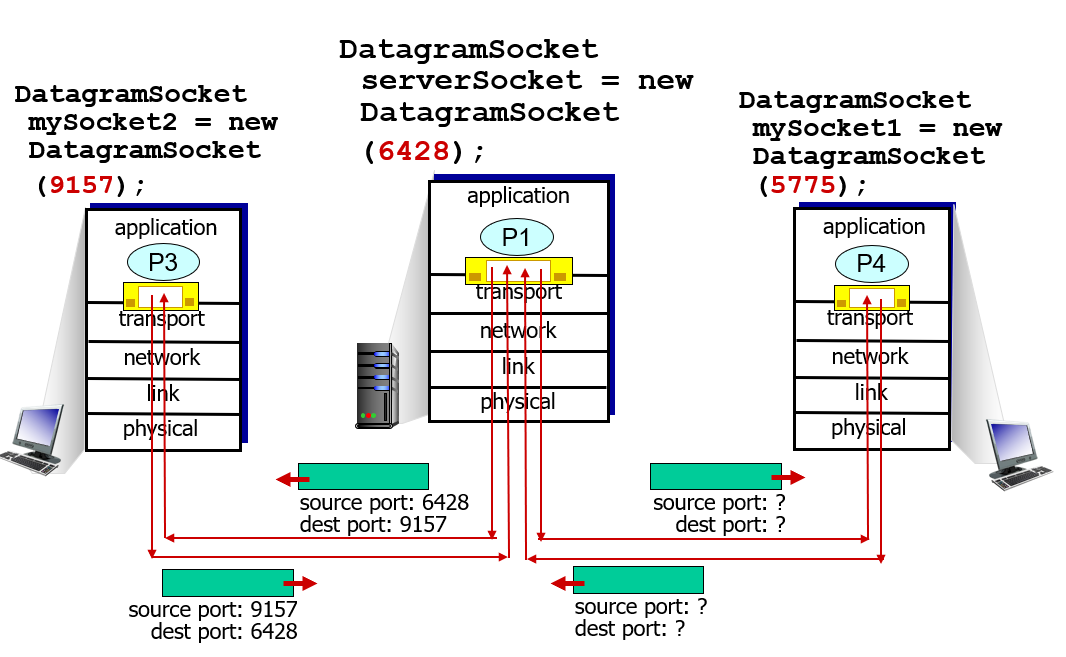 DatagramSocket
mySocket2 = new
DatagramSocket
(9157);
DatagramSocket
serverSocket = new
DatagramSocket
(6428);
DatagramSocket
mySocket1 = new
DatagramSocket
(5775);
application
P3
transport
network
link
physical
application
P1
transport
network
link
physical
application
P4
transport
network
link
physical
source port: 6428
dest port: 9157
source port: ?
dest port: ?
source port: 9157
dest port: 6428
source port: ?
dest port: ?